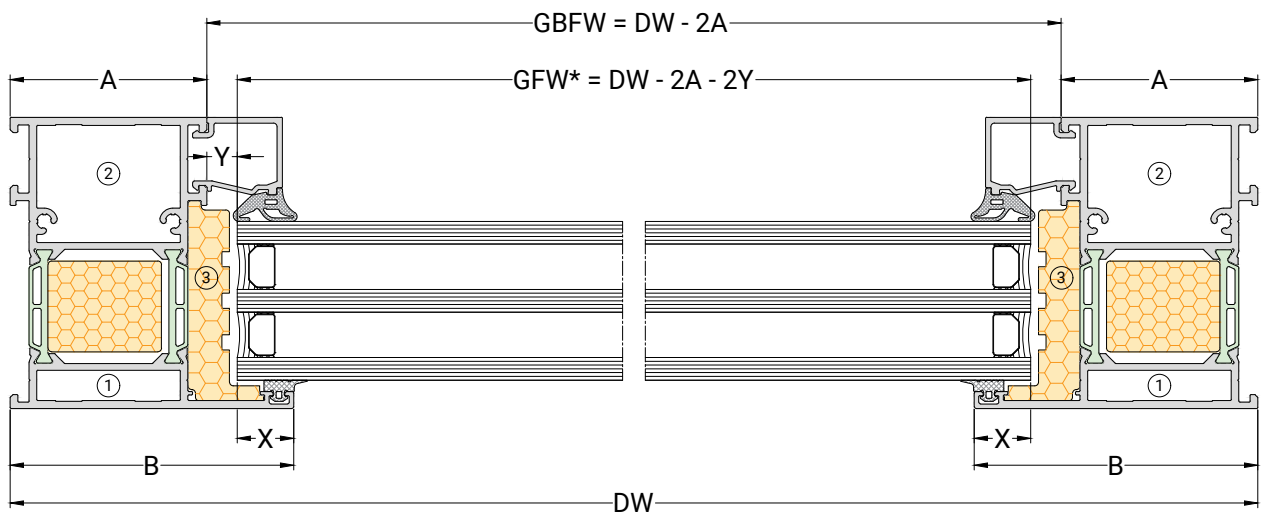 GBFW = DW - 2A
A
GFW* = DW - 2A - 2Y
A
Y
2
2
3
3
1
1
X
X
B
B
DW